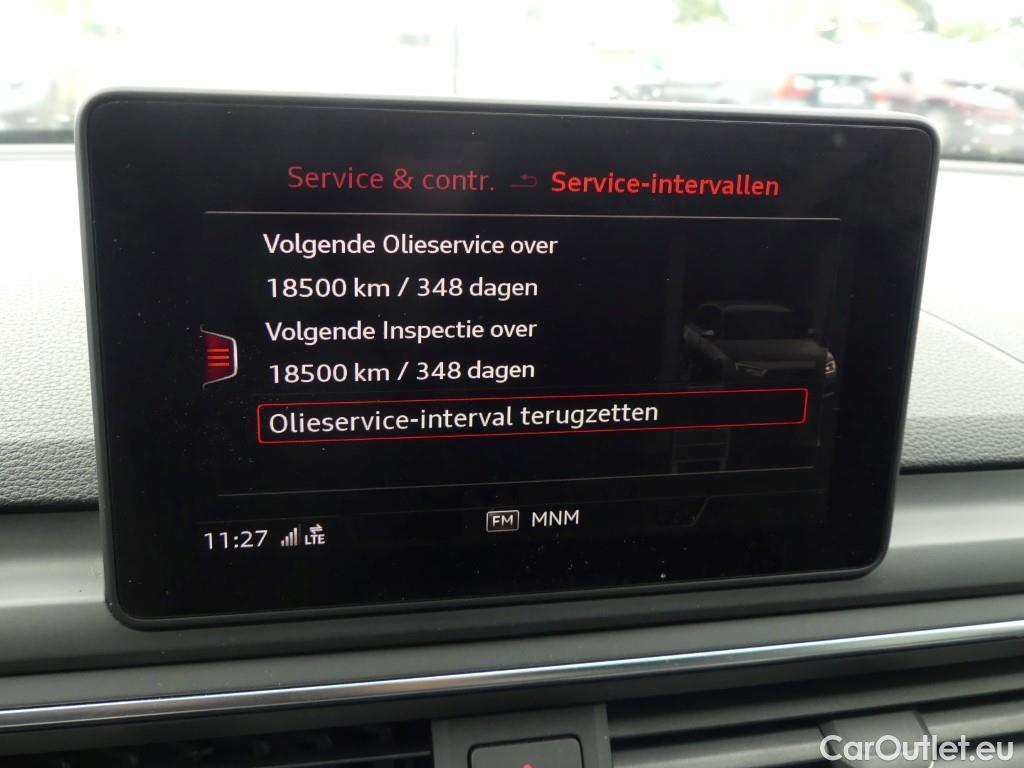 Service & contr. Service-intervallen
Volgende Olieservice over
18500 km / 348 dagen
Volgende Inspectie over
18500 km / 348 dagen
Olieservice-interval terugzetten
11:27 LTE FM MNM
CarOutlet.eu